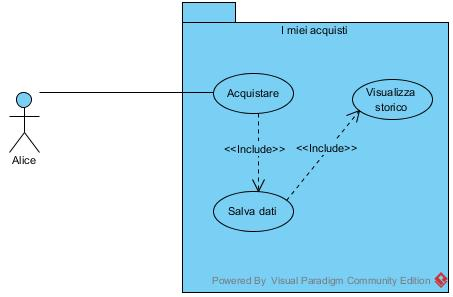 I miei acquisti
Acquistare
Visualizza
storico
<<Include>>
<<Include>>
Alice
Salva dati
Powered By Visual Paradigm Community Edition